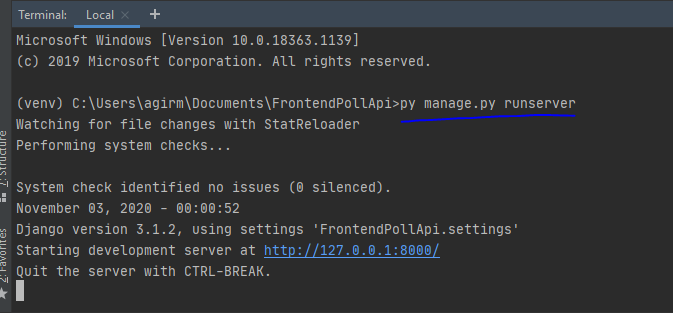 Terminal: Local × +
Microsoft Windows [Version 10.0.18363.1139]
(c) 2019 Microsoft Corporation. All rights reserved.
(venv) C:\Users\agirm\Documents\FrontendPollApi>py manage.py runserver
Watching for file changes with StatReloader
Performing system checks...
System check identified no issues (0 silenced).
November 03, 2020 - 00:00:52
Django version 3.1.2, using settings 'FrontendPollApi.settings'
Starting development server at http://127.0.0.1:8000/
Quit the server with CTRL-BREAK.
7: Structure
2: Favorites